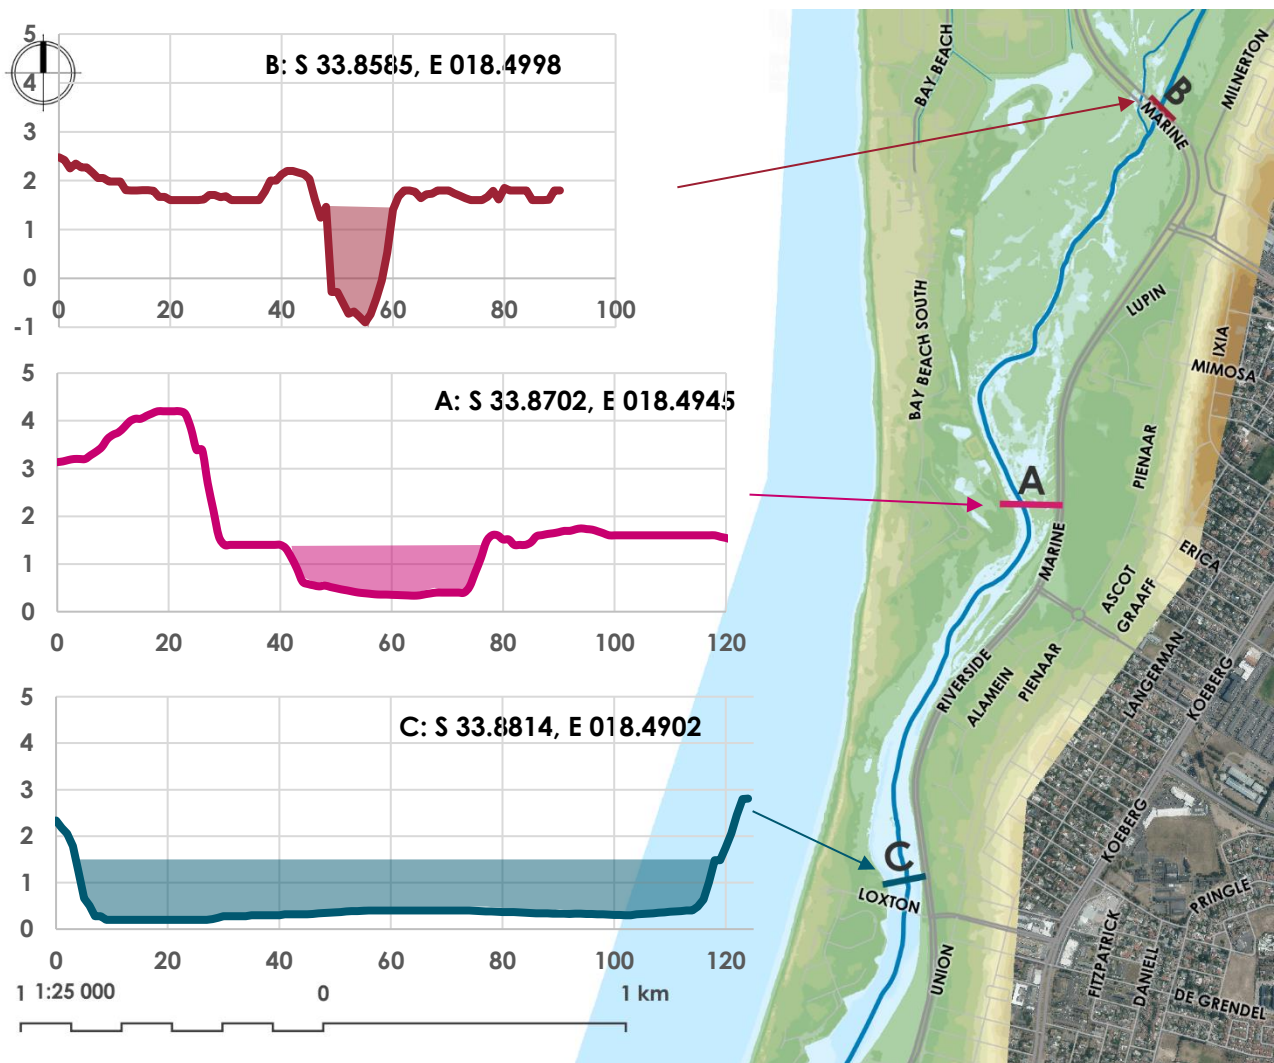 B: S 33.8585, E 018.4998
5
4
3
2
1
0
-1
0
20
40
60
80
100
A: S 33.8702, E 018.4945
5
4
3
2
1
0
0
20
40
60
80
100
120
C: S 33.8814, E 018.4902
5
4
3
2
1
0
0
20
40
60
80
100
120
1 1:25 000
0
1 km
BAY BEACH
MILNERTON
B
MARINE
LUPIN
BAY BEACH SOUTH
IXIA
MIMOSA
PIENAAR
A
MARINE
ERICA
ASCOT
GRAAFF
LANGERMAN
KOEBERG
RIVERSIDE
ALAMEIN
PIENAAR
KOEBERG
C
LOXTON
PRINGLE
UNION
FITZPATRICK
DANIELL
DE GRENDEL